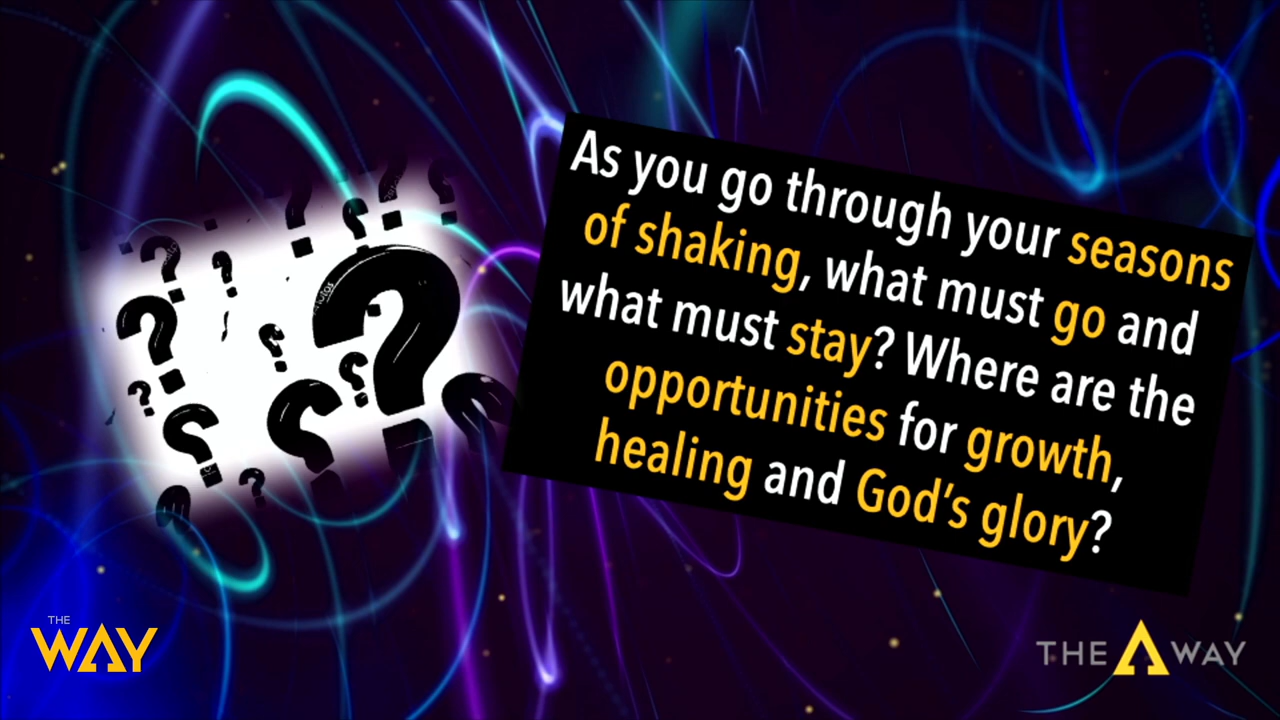 As you go through your seasons
of shaking, what must go and
what must stay? Where are the
opportunities for growth,
healing and God's glory?
THE
WAY
THE WAY